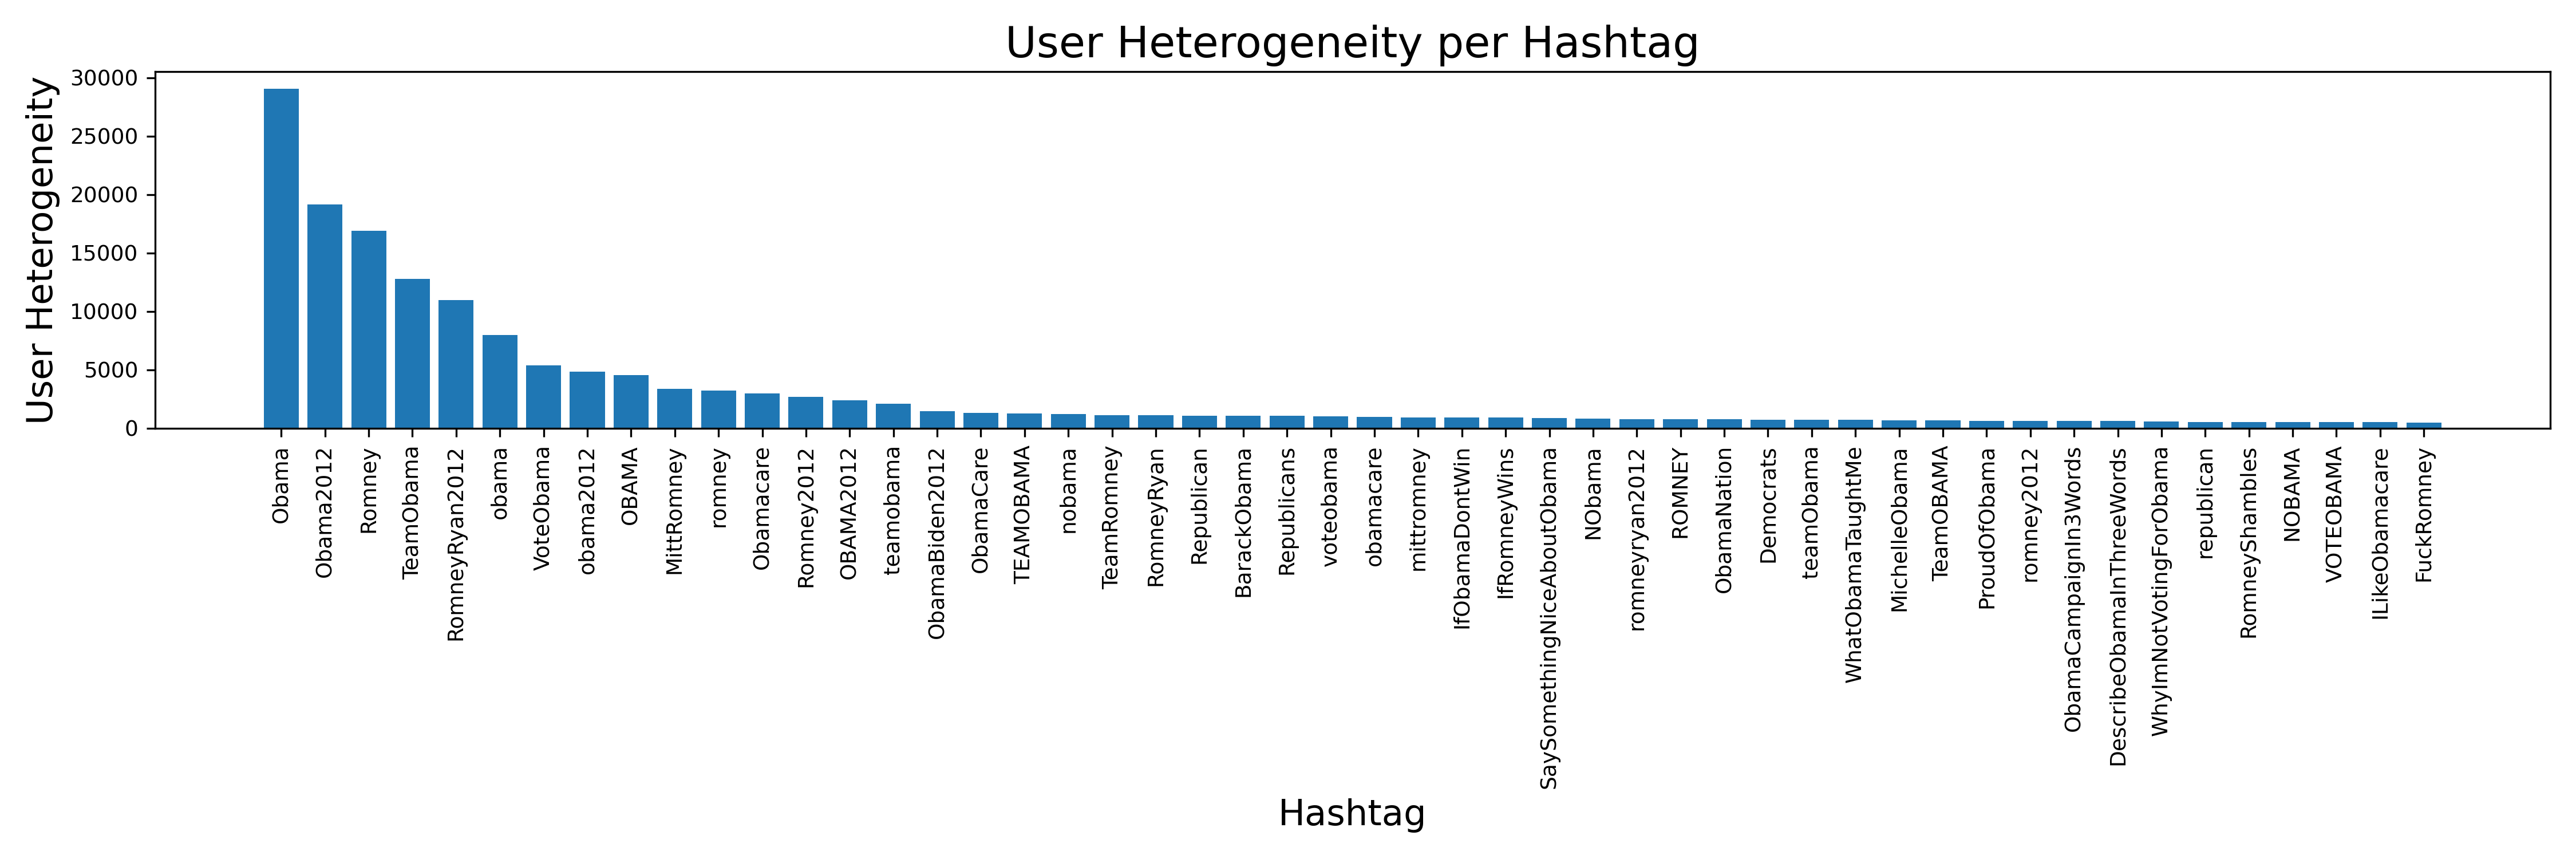 User Heterogeneity per Hashtag
User Heterogeneity
30000
25000
20000
15000
10000
5000
0
Obama
Obama2012
Romney
TeamObama
RomneyRyan2012
obama
VoteObama
obama2012
OBAMA
MittRomney
romney
Obamacare
Romney2012
OBAMA2012
teamobama
ObamaBiden2012
ObamaCare
TEAMOBAMA
nobama
TeamRomney
RomneyRyan
Republican
BarackObama
Republicans
voteobama
obamacare
mittromney
IfObamaDontWin
IfRomneyWins
SaySomethingNiceAboutObama
NObama
romneyryan2012
ROMNEY
ObamaNation
Democrats
teamObama
WhatObamaTaughtMe
MichelleObama
TeamOBAMA
ProudOfObama
romney2012
ObamaCampaignIn3Words
DescribeObamaInThreeWords
WhyImNotVotingForObama
republican
RomneyShambles
NOBAMA
VOTEOBAMA
ILikeObamacare
FuckRomney
Hashtag